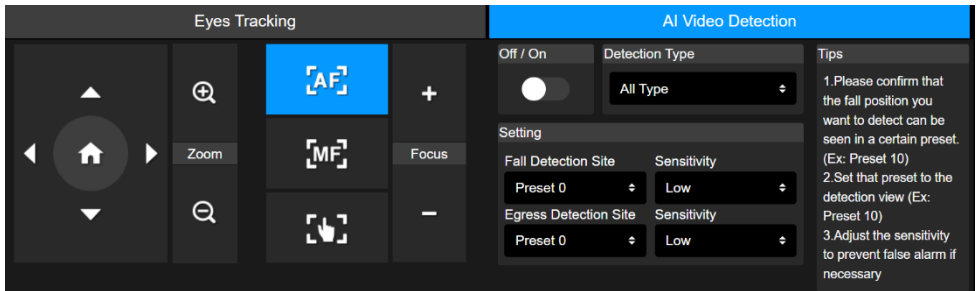 Eyes Tracking
AI Video Detection
Zoom
AF
MF
Focus
Off / On
Detection Type
All Type
Setting
Fall Detection Site
Sensitivity
Preset 0
Low
Egress Detection Site
Sensitivity
Preset 0
Low
Tips
1.Please confirm that
the fall position you
want to detect can be
seen in a certain preset.
(Ex: Preset 10)
2.Set that preset to the
detection view (Ex:
Preset 10)
3.Adjust the sensitivity
to prevent false alarm if
necessary